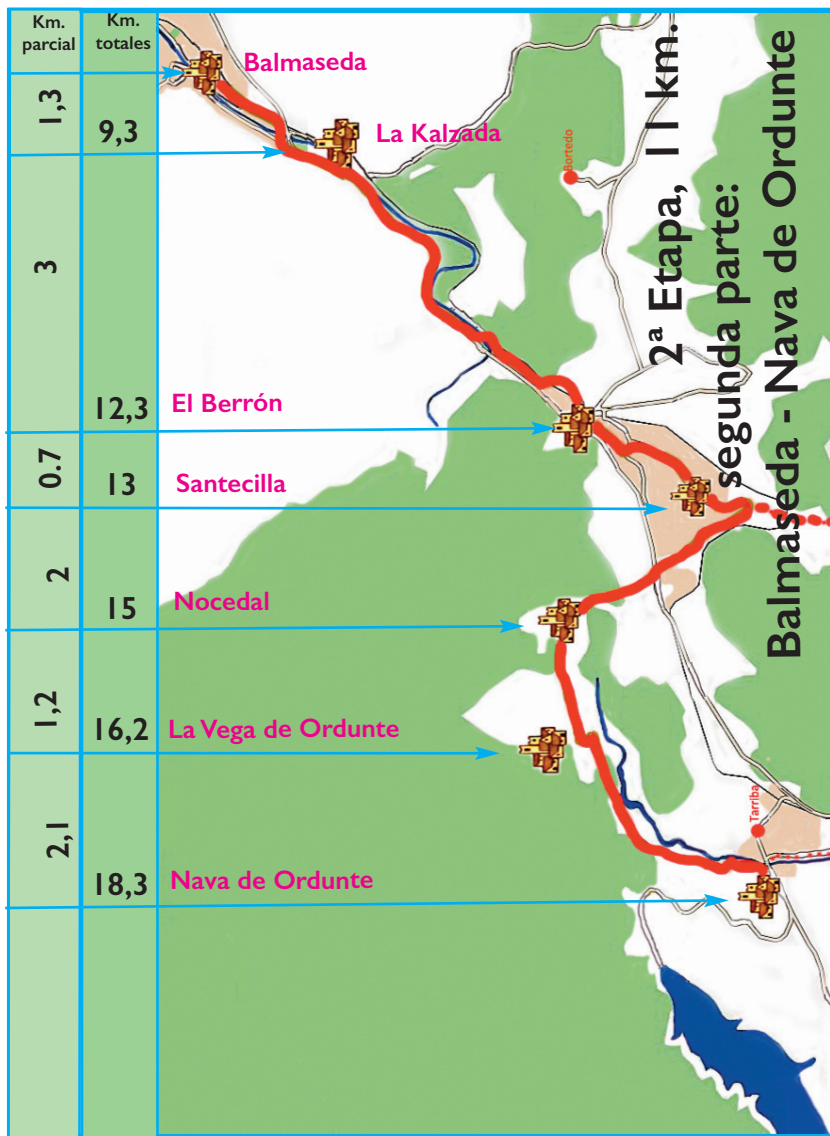 Km.
parcial
Km.
totales
Balmaseda
1,3
9,3
La Kalzada
3
12,3
El Berrón
0.7
13
Santecilla
2
15
Nocedal
1,2
16,2
La Vega de Ordunte
2,1
18,3
Nava de Ordunte
Bortedo
Tarriba
2ª Etapa, 11 km.
segunda parte:
Balmaseda - Nava de Ordunte